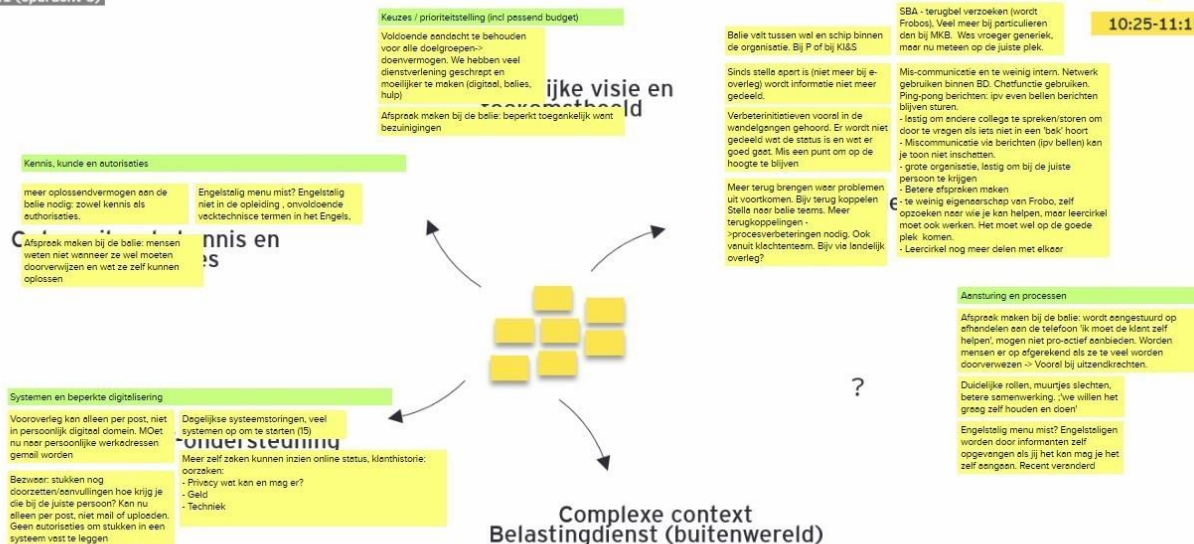 Keuzes / prioriteitstelling (incl passend budget)
Voldoende aandacht te behouden
voor alle doelgroepen->
doenvermogen. We hebben veel
dienstverlening geschrapt en
moeilijker te maken (digitaal, balies,
hulp)
Afspraak maken bij de balie: beperkt toegankelijk want
bezuinigingen
ijke visie en
toekomstbeeld
Balie valt tussen wal en schip binnen
de organisatie. Bij P of bij KI&S
Sinds stella apart is (niet meer bij e-
overleg) wordt informatie niet meer
gedeeld.
Verbeterinitiatieven vooral in de
wandelgangen gehoord. Er wordt niet
gedeeld wat de status is en wat er
goed gaat. Mis een punt om op de
hoogte te blijven
Meer terug brengen waar problemen
uit voortkomen. Bijv terug koppelen
Stella naar balie teams. Meer
terugkoppelingen -
>procesverbeteringen nodig. Ook
vanuit klachtenteam. Bijv via landelijk
overleg?
SBA - terugbel verzoeken (wordt
Frobos), Veel meer bij particulieren
dan bij MKB. Was vroeger generiek,
maar nu meteen op de juiste plek.
10:25-11:1
Mis-communicatie en te weinig intern. Netwerk
gebruiken binnen BD. Chatfunctie gebruiken.
Ping-pong berichten: ipv even bellen berichten
blijven sturen.
- lastig om andere collega te spreken/storen om
door te vragen als iets niet in een 'bak' hoort
- Miscommunicatie via berichten (ipv bellen) kan
je toon niet inschatten.
- grote organisatie, lastig om bij de juiste
persoon te krijgen
- Betere afspraken maken
- te weinig eigenaarschap van Frobo, zelf
opzoeken naar wie je kan helpen, maar leercirkel
moet ook werken. Het moet wel op de goede
plek komen.
- Leercirkel nog meer delen met elkaar
e
Kennis, kunde en autorisaties
meer oplossendvermogen aan de
balie nodig: zowel kennis als
authorisaties.
Engelstalig menu mist? Engelstalig
niet in de opleiding , onvoldoende
vacktechnisce termen in het Engels,
Afspraak maken bij de balie: mensen
weten niet wanneer ze wel moeten
doorverwijzen en wat ze zelf kunnen
oplossen
nnis en
es
Aansturing en processen
Afspraak maken bij de balie: wordt aangestuurd op
afhandelen aan de telefoon 'ik moet de klant zelf
helpen', mogen niet pro-actief aanbieden. Worden
mensen er op afgerekend als ze te veel worden
doorverwezen -> Vooral bij uitzendkrachten.
Duidelijke rollen, muurtjes slechten,
betere samenwerking. ;'we willen het
graag zelf houden en doen'
Engelstalig menu mist? Engelstaligen
worden door informanten zelf
opgevangen als jij het kan mag je het
zelf aangaan. Recent veranderd
?
Systemen en beperkte digitalisering
Vooroverleg kan alleen per post, niet
in persoonlijk digitaal domein. MOet
nu naar persoonlijke werkadressen
gemail worden
Dagelijkse systeemstoringen, veel
systemen op om te starten (15)
-ondersteuning
Meer zelf zaken kunnen inzien online status, klanthistorie:
oorzaken:
- Privacy wat kan en mag er?
- Geld
- Techniek
Bezwaar: stukken nog
doorzetten/aanvullingen hoe krijg je
die bij de juiste persoon? Kan nu
alleen per post, niet mail of uploaden.
Geen autorisaties om stukken in een
systeem vast te leggen
Complexe context
Belastingdienst (buitenwereld)